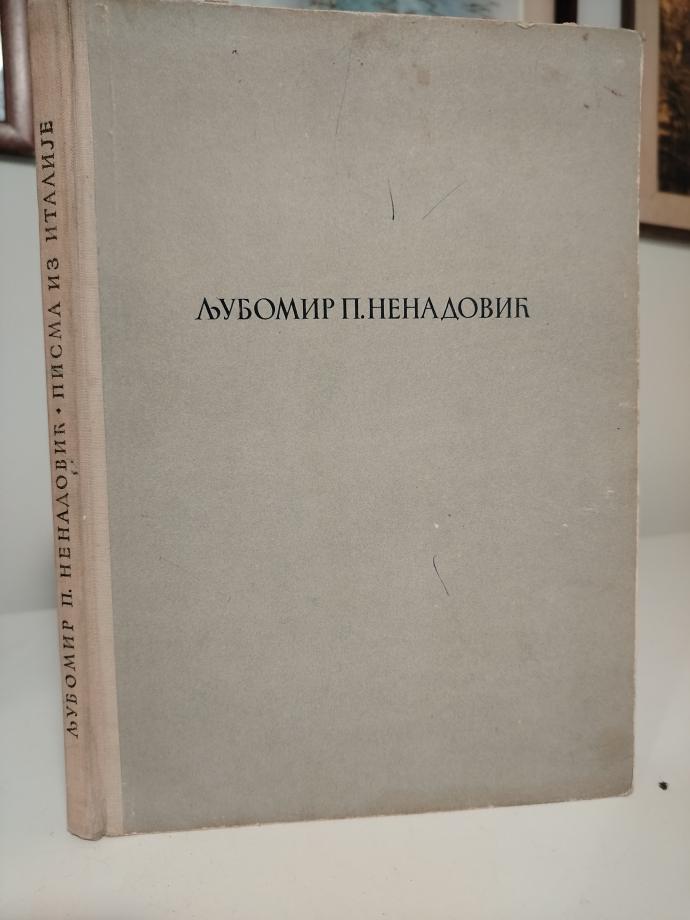 ЉУБОМИР П. НЕНАДОВИЋ • ПИСМА ИЗ ИТАЛИЈЕ
ЉУБОМИР П. НЕНАДОВИЋ